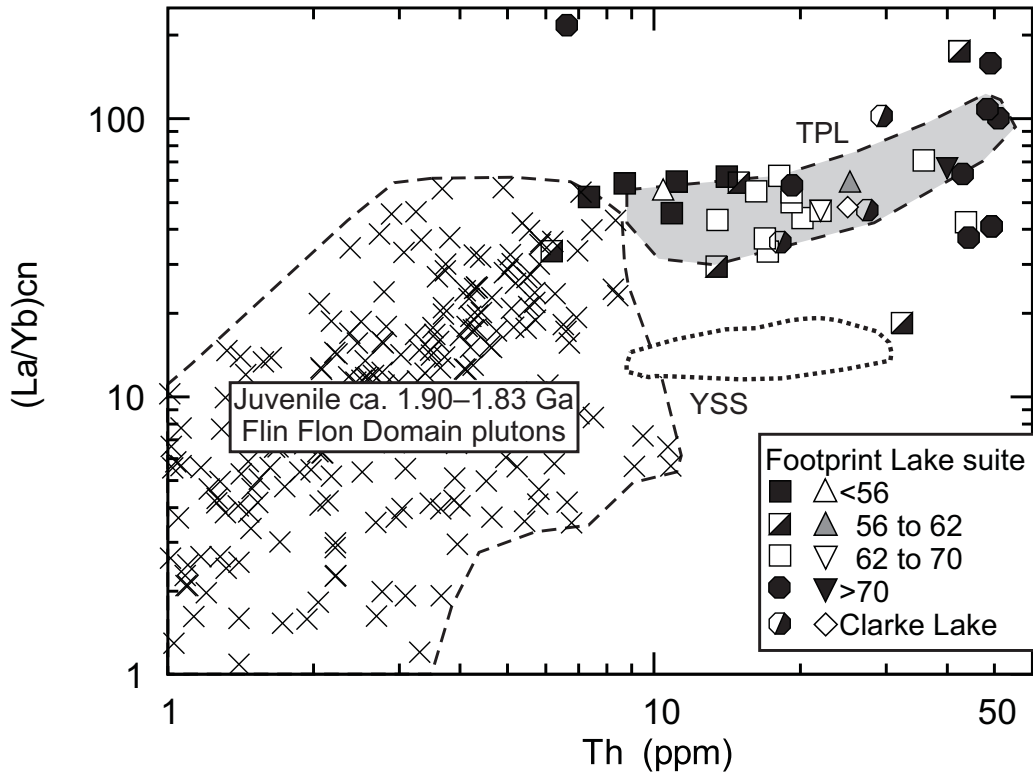 100
TPL
(La/Yb)cn
10
Juvenile ca. 1.90–1.83 Ga
Flin Flon Domain plutons
YSS
Footprint Lake suite
<56
56 to 62
62 to 70
>70
Clarke Lake
1
1
10
50
Th (ppm)